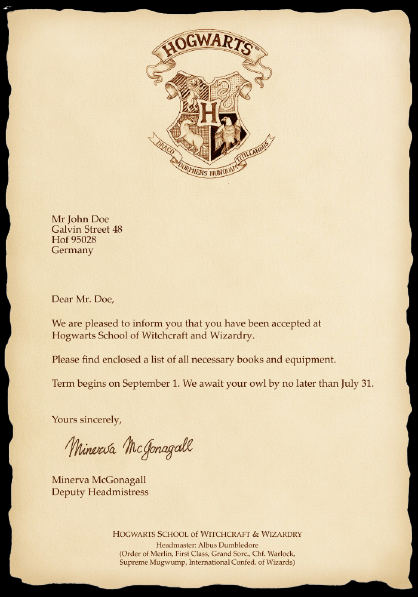 HOGWARTS
H
DRACO DORMIENS NUNQUAM TITILLANDUS
Mr John Doe
Galvin Street 48
Hof 95028
Germany
Dear Mr. Doe,
We are pleased to inform you that you have been accepted at
Hogwarts School of Witchcraft and Wizardry.
Please find enclosed a list of all necessary books and equipment.
Term begins on September 1. We await your owl by no later than July 31.
Yours sincerely,
Minerva McGonagall
Minerva McGonagall
Deputy Headmistress
HOGWARTS SCHOOL of WITCHCRAFT & WIZARDRY
Headmaster: Albus Dumbledore
(Order of Merlin, First Class, Grand Sorc., Chf. Warlock,
Supreme Mugwump, International Confed. of Wizards)